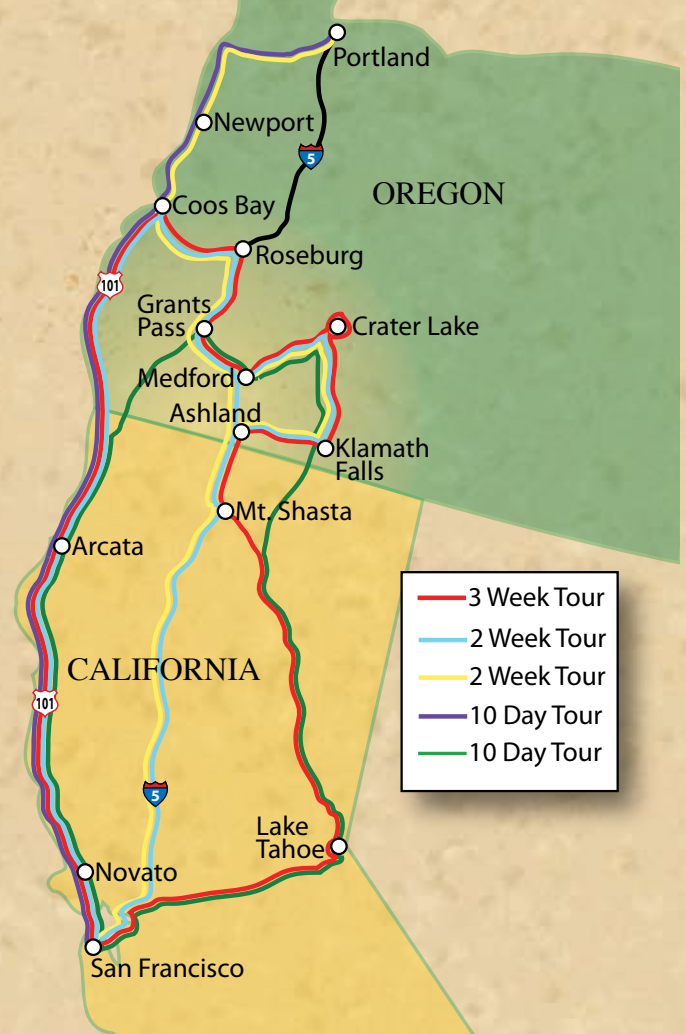 Portland
Newport
5
OREGON
Coos Bay
Roseburg
101
Grants
Pass
Crater Lake
Medford
Ashland
Klamath
Falls
Mt. Shasta
Arcata
3 Week Tour
2 Week Tour
2 Week Tour
10 Day Tour
10 Day Tour
CALIFORNIA
101
5
Lake
Tahoe
Novato
San Francisco